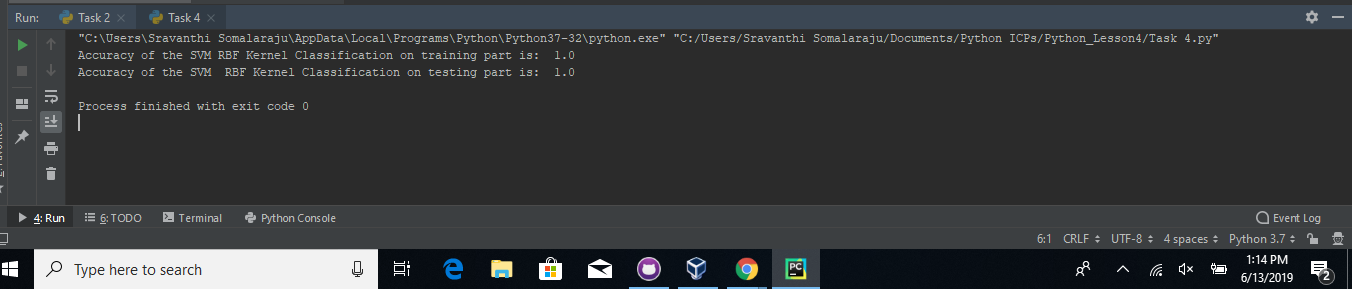 Run: Task 2 × Task 4 ×
"C:\Users\Sravanthi Somalaraju\AppData\Local\Programs\Python\Python37-32\python.exe" "C:/Users/Sravanthi Somalaraju/Documents/Python ICPs/Python_Lesson4/Task 4.py"
Accuracy of the SVM RBF Kernel Classification on training part is:  1.0
Accuracy of the SVM  RBF Kernel Classification on testing part is:  1.0
Process finished with exit code 0
4: Run 6: TODO Terminal Python Console Event Log
6:1 CRLF UTF-8 4 spaces Python 3.7
Type here to search
PC
1:14 PM
6/13/2019
2